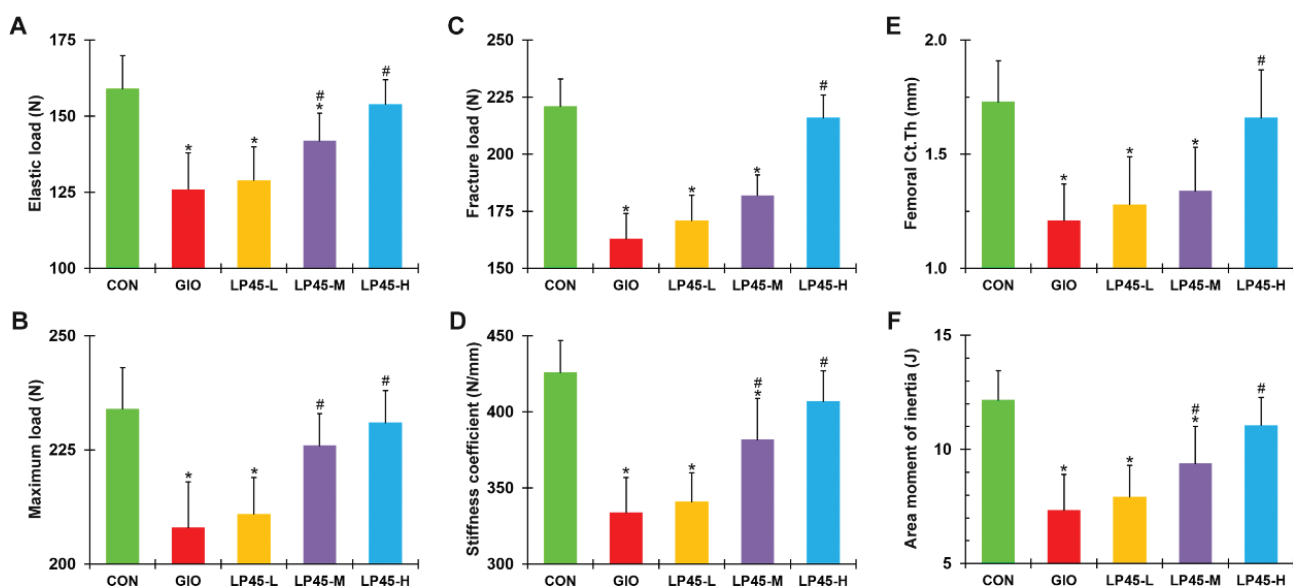 A
Elastic load (N)
175
150
125
100
*
*
#
*
#
CON GIO LP45-L LP45-M LP45-H
B
Maximum load (N)
250
225
200
*
*
#
#
CON GIO LP45-L LP45-M LP45-H
C
Fracture load (N)
250
225
200
175
150
*
*
*
#
CON GIO LP45-L LP45-M LP45-H
D
Stiffness coefficient (N/mm)
450
400
350
300
*
*
#
*
#
CON GIO LP45-L LP45-M LP45-H
E
Femoral Ct.Th (mm)
2.0
1.5
1.0
*
*
*
#
CON GIO LP45-L LP45-M LP45-H
F
Area moment of inertia (J)
15
10
5
*
*
#
*
#
CON GIO LP45-L LP45-M LP45-H